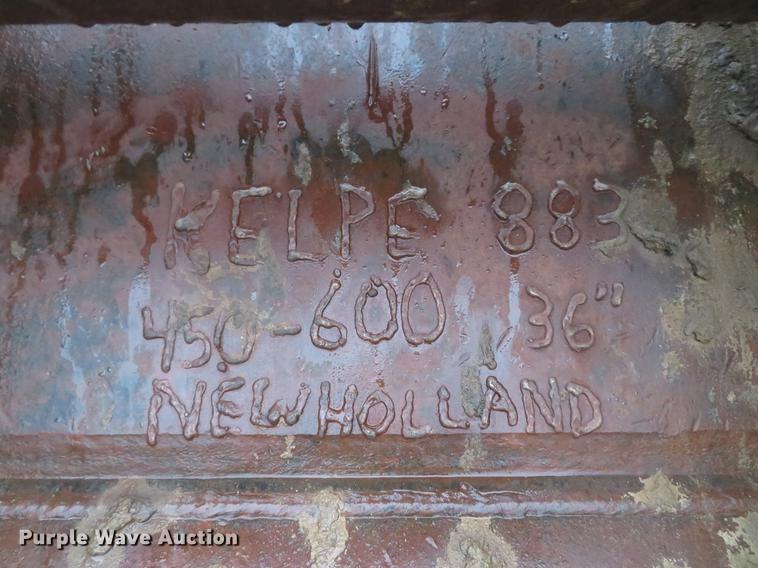 KELPE 883
450-600 36"
NEWHOLLAND
Purple Wave Auction